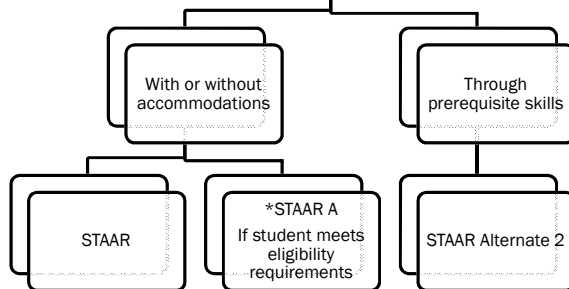 With or without
accommodations
Through
prerequisite skills
STAAR
*STAAR A
If student meets
eligibility
requirements
STAAR Alternate 2